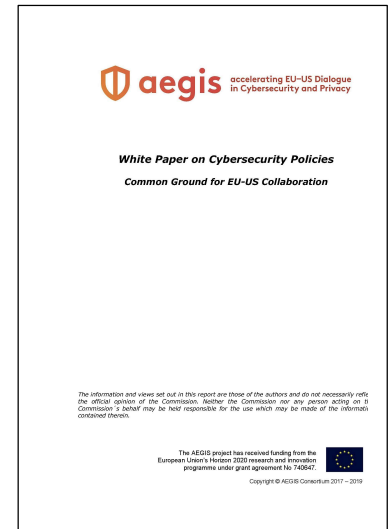 aegis
accelerating EU-US Dialogue
in Cybersecurity and Privacy
White Paper on Cybersecurity Policies
Common Ground for EU-US Collaboration
The information and views set out in this report are those of the authors and do not necessarily refle
the official opinion of the Commission. Neither the Commission nor any person acting on t
Commission´s behalf may be held responsible for the use which may be made of the informati
contained therein.
The AEGIS project has received funding from the
European Union's Horizon 2020 research and innovation
programme under grant agreement No 740647.
Copyright © AEGIS Consortium 2017 – 2019